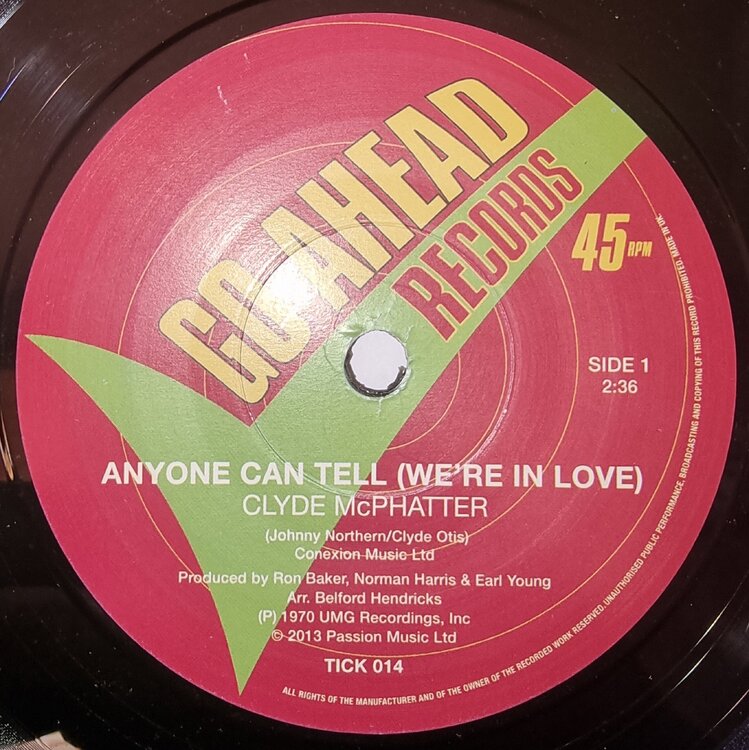 GO AHEAD
RECORDS
45 RPM
SIDE 1
2:36
ANYONE CAN TELL (WE'RE IN LOVE)
CLYDE McPHATTER
(Johnny Northern/Clyde Otis)
Conexion Music Ltd
Produced by Ron Baker, Norman Harris & Earl Young
Arr. Belford Hendricks
(P) 1970 UMG Recordings, Inc
© 2013 Passion Music Ltd
TICK 014
ALL RIGHTS OF THE MANUFACTURER AND OF THE OWNER OF THE RECORDED WORK RESERVED. UNAUTHORISED PUBLIC PERFORMANCE, BROADCASTING AND COPYING OF THIS RECORD PROHIBITED. MADE IN UK.